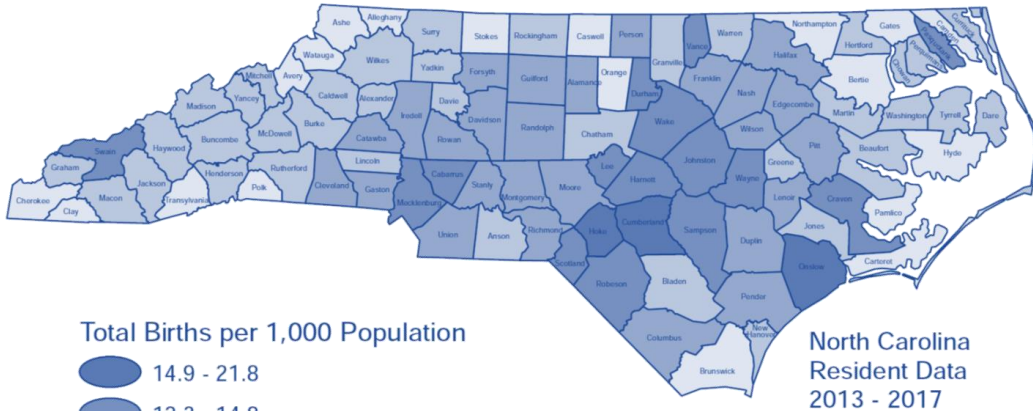 Ashe
Alleghany
Surry
Stokes
Rockingham
Caswell
Person
Granville
Vance
Warren
Northampton
Halifax
Hertford
Gates
Camden
Currituck
Pasquotank
Perquimans
Chowan
Watauga
Wilkes
Yadkin
Forsyth
Guilford
Alamance
Orange
Durham
Franklin
Nash
Edgecombe
Bertie
Mitchell
Avery
Caldwell
Alexander
Iredell
Davie
Davidson
Randolph
Chatham
Wake
Wilson
Martin
Washington
Tyrrell
Dare
Madison
Yancey
Burke
Catawba
Rowan
Johnston
Pitt
Beaufort
Hyde
Swain
Haywood
Buncombe
McDowell
Lincoln
Lee
Wayne
Greene
Graham
Jackson
Henderson
Rutherford
Cleveland
Gaston
Cabarrus
Stanly
Montgomery
Moore
Harnett
Lenoir
Craven
Pamlico
Cherokee
Clay
Macon
Transylvania
Polk
Mecklenburg
Union
Anson
Richmond
Hoke
Cumberland
Sampson
Duplin
Jones
Onslow
Carteret
Scotland
Robeson
Bladen
Pender
Columbus
New
Hanover
Brunswick
Total Births per 1,000 Population
14.9 - 21.8
North Carolina
Resident Data
2013 - 2017